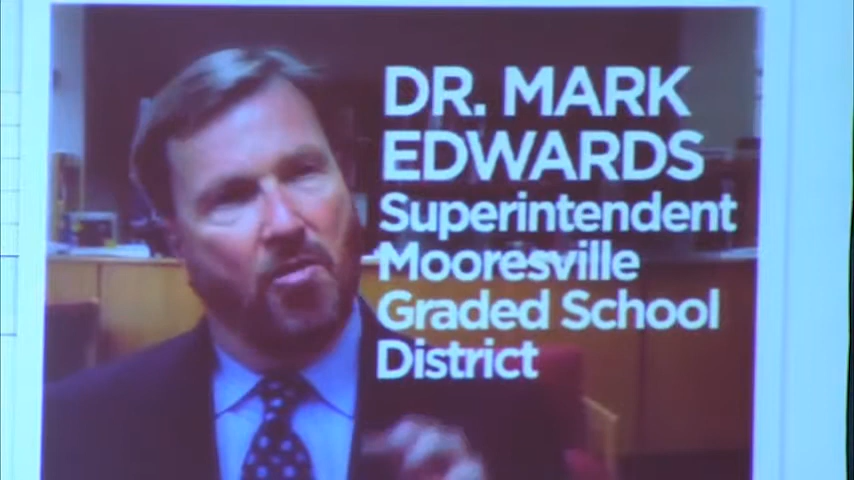 DR. MARK
EDWARDS
Superintendent
Mooresville
Graded School
District